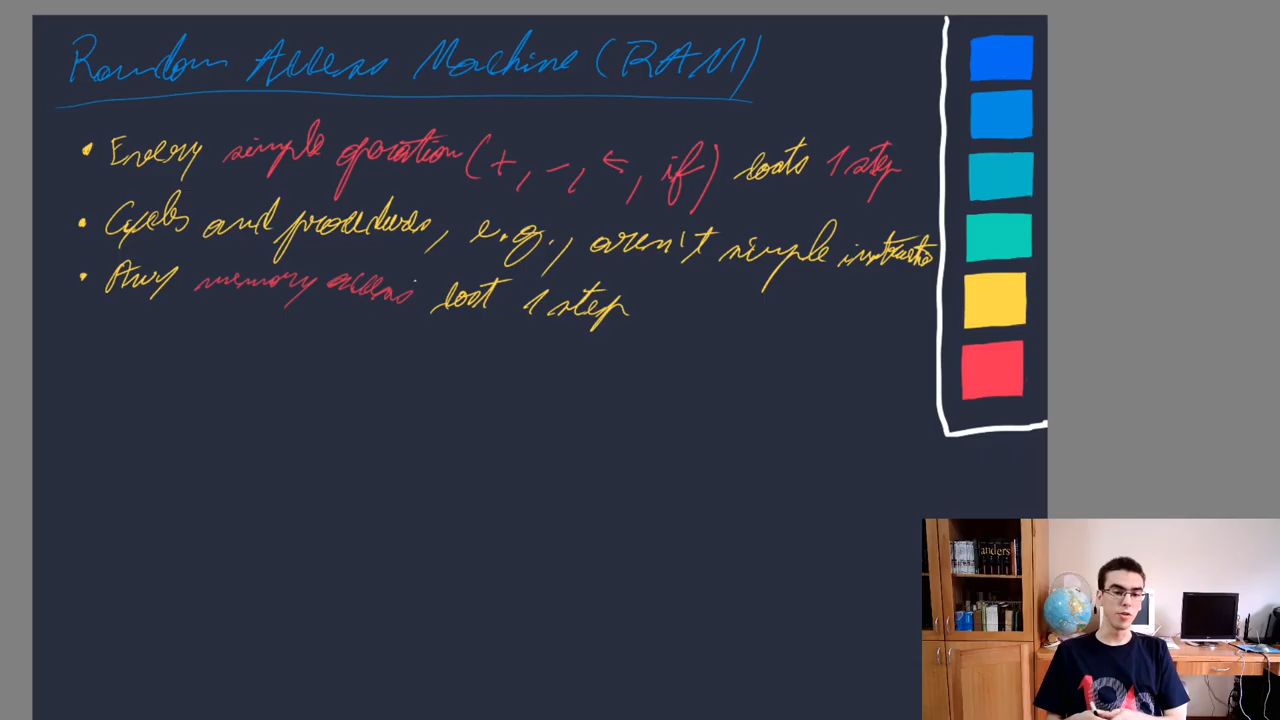 Random Access Machine (RAM)
• Every simple operation (+, -, ←, if) costs 1 step
• Cycles and procedures, e.g., aren't simple instructions
• Any memory access cost 1 step
anders